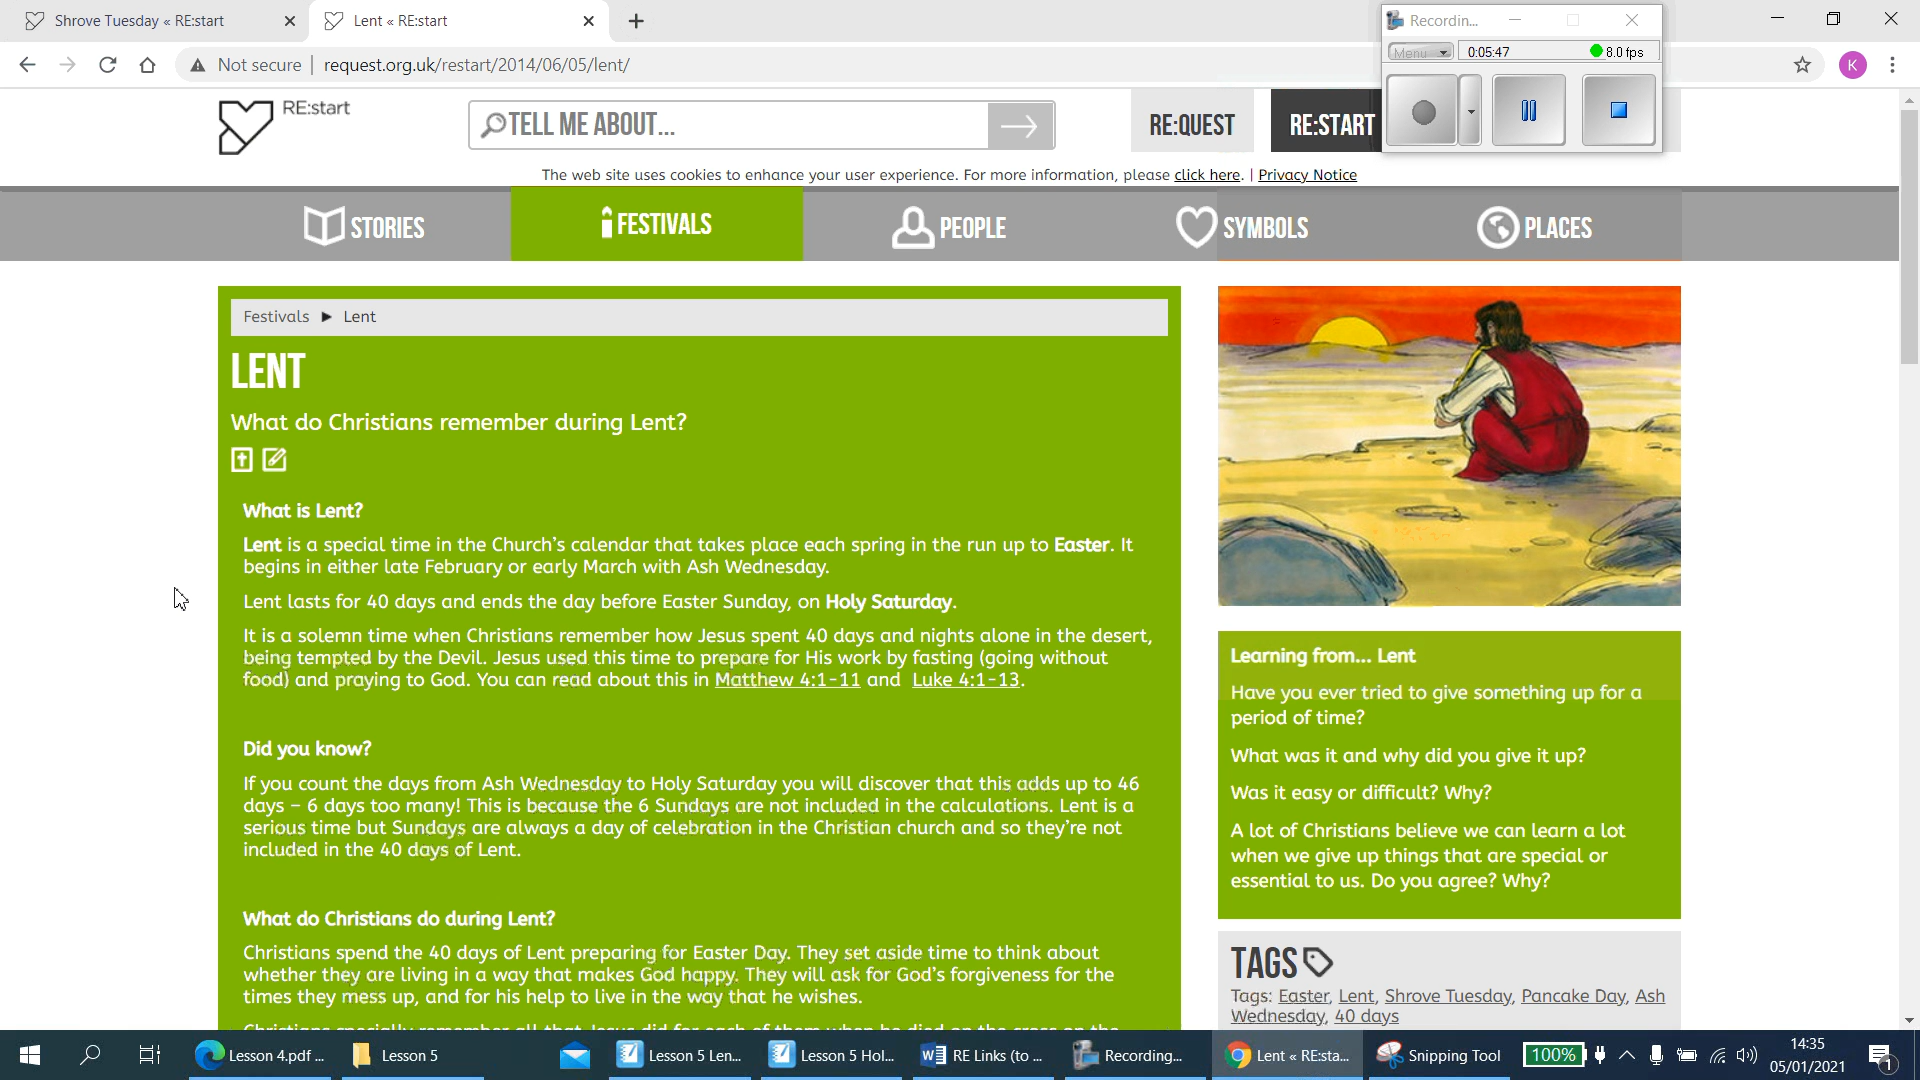 Shrove Tuesday « RE:start
Lent « RE:start
Recordin...
Menu
0:05:47
8.0 fps
Not secure
request.org.uk/restart/2014/06/05/lent/
K
RE:start
TELL ME ABOUT...
RE:QUEST
RE:START
The web site uses cookies to enhance your user experience. For more information, please click here. | Privacy Notice
STORIES
FESTIVALS
PEOPLE
SYMBOLS
PLACES
Festivals ► Lent
LENT
What do Christians remember during Lent?
What is Lent?
Lent is a special time in the Church's calendar that takes place each spring in the run up to Easter. It
begins in either late February or early March with Ash Wednesday.
Lent lasts for 40 days and ends the day before Easter Sunday, on Holy Saturday.
It is a solemn time when Christians remember how Jesus spent 40 days and nights alone in the desert,
being tempted by the Devil. Jesus used this time to prepare for His work by fasting (going without
food) and praying to God. You can read about this in Matthew 4:1-11 and Luke 4:1-13.
Did you know?
If you count the days from Ash Wednesday to Holy Saturday you will discover that this adds up to 46
days – 6 days too many! This is because the 6 Sundays are not included in the calculations. Lent is a
serious time but Sundays are always a day of celebration in the Christian church and so they're not
included in the 40 days of Lent.
What do Christians do during Lent?
Christians spend the 40 days of Lent preparing for Easter Day. They set aside time to think about
whether they are living in a way that makes God happy. They will ask for God's forgiveness for the
times they mess up, and for his help to live in the way that he wishes.
Christians specially remember all that Jesus did for each of them when he died on the cross on the
Learning from... Lent
Have you ever tried to give something up for a
period of time?
What was it and why did you give it up?
Was it easy or difficult? Why?
A lot of Christians believe we can learn a lot
when we give up things that are special or
essential to us. Do you agree? Why?
TAGS
Tags: Easter, Lent, Shrove Tuesday, Pancake Day, Ash
Wednesday, 40 days
Lesson 4.pdf ...
Lesson 5
Lesson 5 Len...
Lesson 5 Hol...
RE Links (to ...
Recording...
Lent « RE:sta...
Snipping Tool
100%
14:35
05/01/2021
1